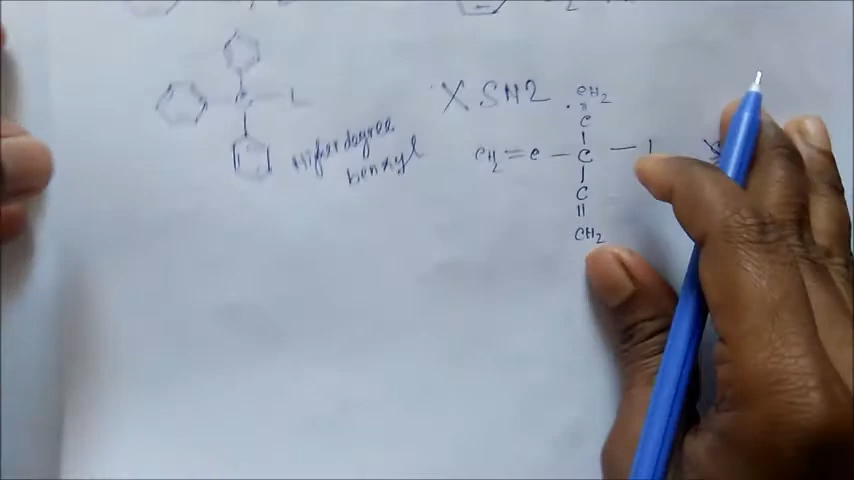 C — L
Higher degree
benzyl
X SN2
CH2
C
CH2=C — C — L
C
CH2